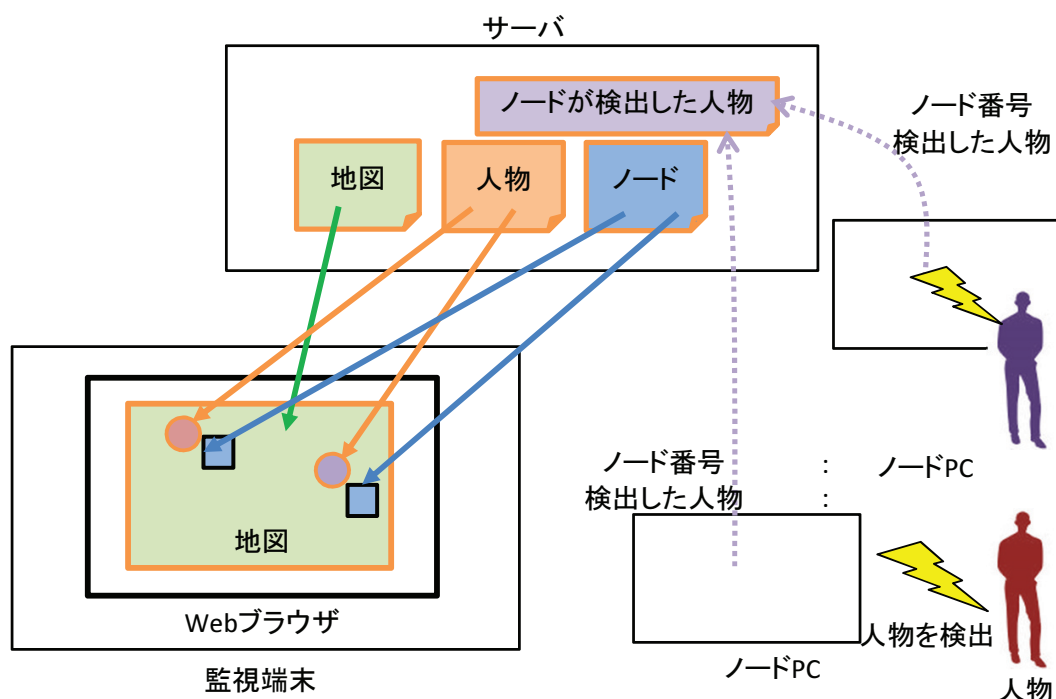 サーバ
ノードが検出した人物
地図
人物
ノード
ノード番号
検出した人物
ノード番号 :
検出した人物 :
ノードPC
地図
Webブラウザ
監視端末
人物を検出
ノードPC
人物